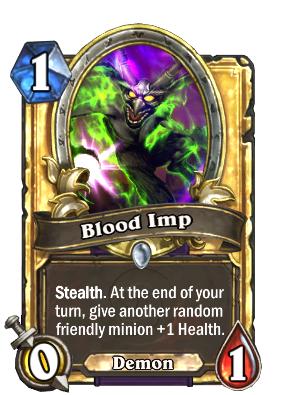 1
Blood Imp
Stealth. At the end of your
turn, give another random
friendly minion +1 Health.
0
Demon
1